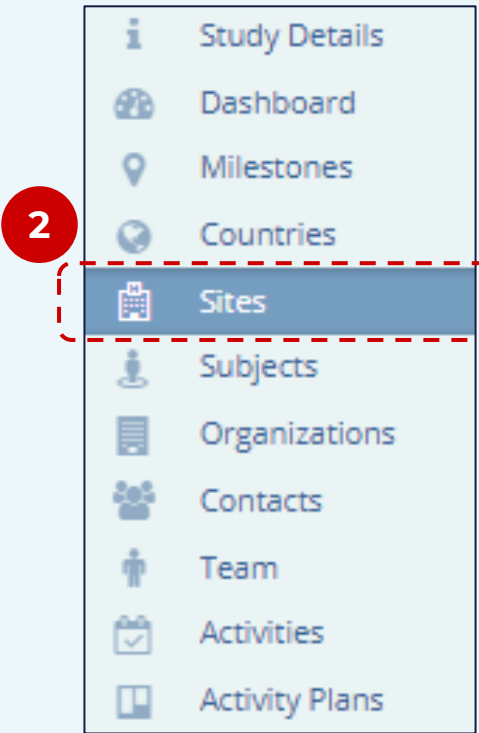 Study Details
Dashboard
Milestones
2
Countries
Sites
Subjects
Organizations
Contacts
Team
Activities
Activity Plans